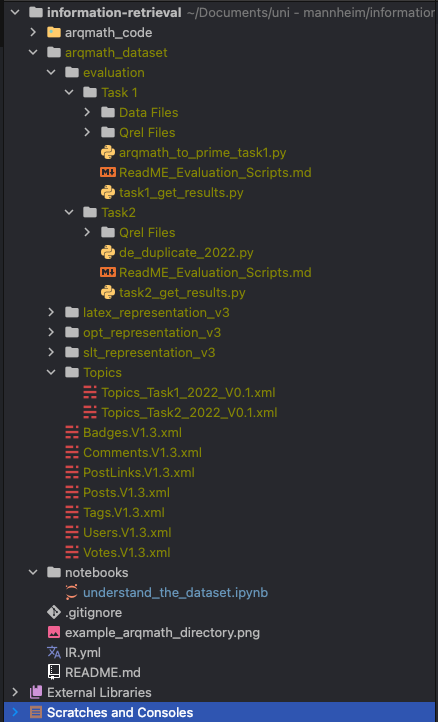 information-retrieval ~/Documents/uni - mannheim/information
arqmath_code
arqmath_dataset
evaluation
Task 1
Data Files
Qrel Files
arqmath_to_prime_task1.py
ReadME_Evaluation_Scripts.md
task1_get_results.py
Task2
Qrel Files
de_duplicate_2022.py
ReadME_Evaluation_Scripts.md
task2_get_results.py
latex_representation_v3
opt_representation_v3
slt_representation_v3
Topics
Topics_Task1_2022_V0.1.xml
Topics_Task2_2022_V0.1.xml
Badges.V1.3.xml
Comments.V1.3.xml
PostLinks.V1.3.xml
Posts.V1.3.xml
Tags.V1.3.xml
Users.V1.3.xml
Votes.V1.3.xml
notebooks
understand_the_dataset.ipynb
.gitignore
example_arqmath_directory.png
IR.yml
README.md
External Libraries
Scratches and Consoles